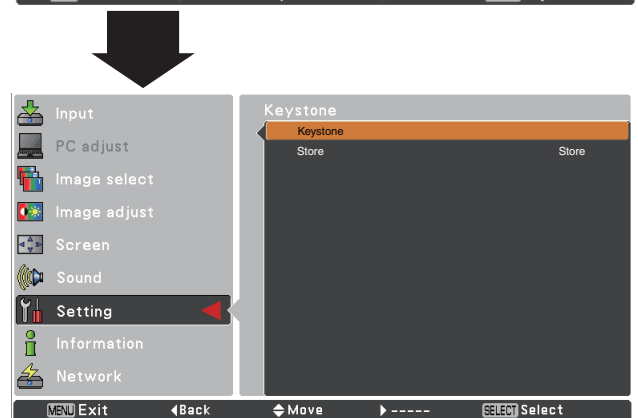 Input
PC adjust
Image select
Image adjust
Screen
Sound
Setting
Information
Network
Keystone
Keystone
Store Store
MENU Exit Back Move ----- SELECT Select